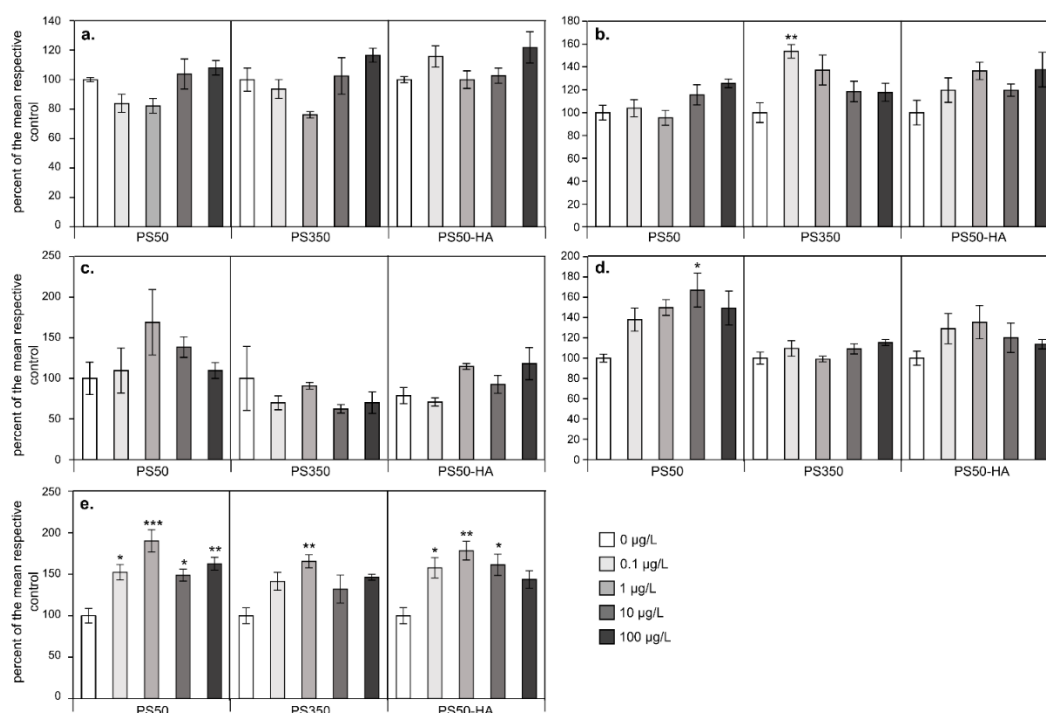 a.
percent of the mean respective
control
140
120
100
80
60
40
20
0
PS50 PS350 PS50-HA
b.
180
160
140
120
100
80
60
40
20
0
**
PS50 PS350 PS50-HA
c.
percent of the mean respective
control
250
200
150
100
50
0
PS50 PS350 PS50-HA
d.
200
180
160
140
120
100
80
60
40
20
0
*
PS50 PS350 PS50-HA
e.
percent of the mean respective
control
250
200
150
100
50
0
* *** * ** ** * ** *
PS50 PS350 PS50-HA
0 µg/L
0.1 µg/L
1 µg/L
10 µg/L
100 µg/L